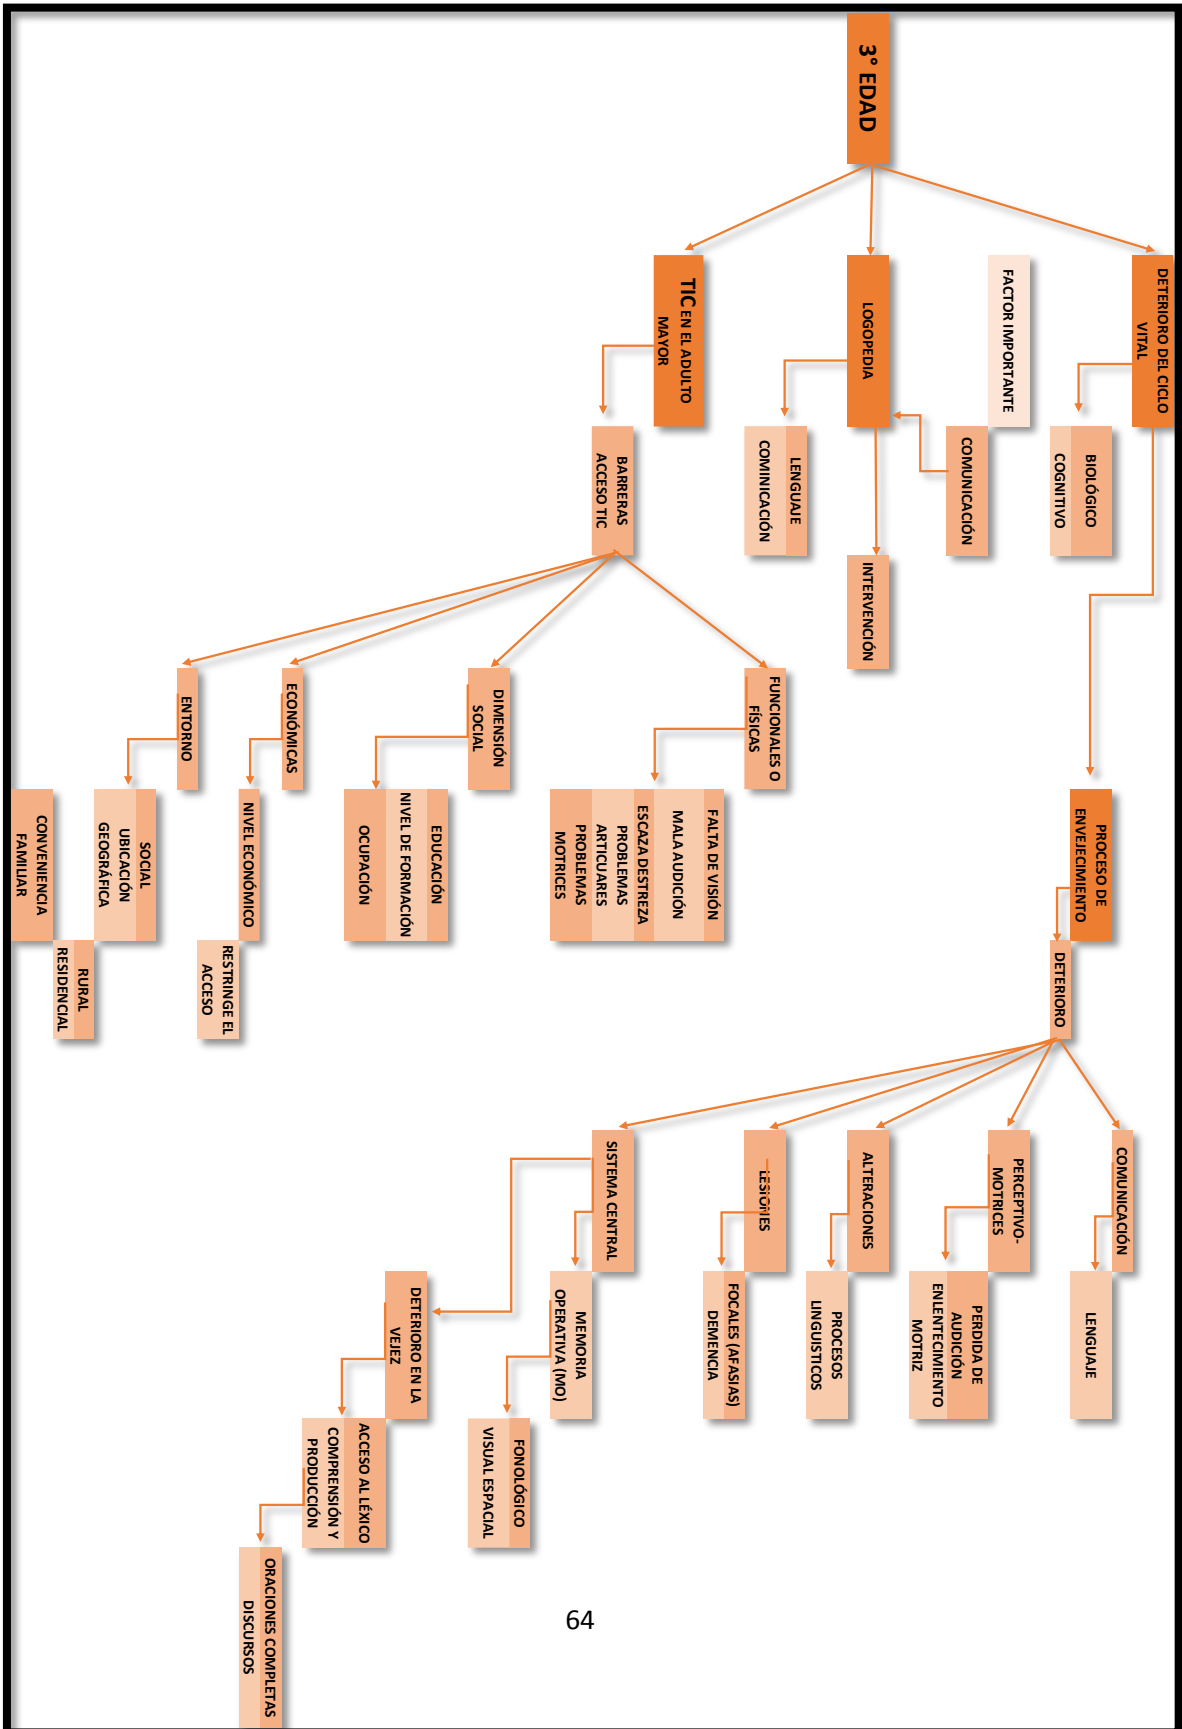 3° EDAD
DETERIORO DEL CICLO
VITAL
BIOLÓGICO
COGNITIVO
FACTOR IMPORTANTE
COMUNICACIÓN
LOGOPEDIA
INTERVENCIÓN
LENGUAJE
COMINICACIÓN
TIC EN EL ADULTO
MAYOR
BARRERAS
ACCESO TIC
FUNCIONALES O
FÍSICAS
FALTA DE VISIÓN
MALA AUDICIÓN
ESCAZA DESTREZA
PROBLEMAS
ARTICULARES
PROBLEMAS
MOTRICES
DIMENSIÓN
SOCIAL
EDUCACIÓN
NIVEL DE FORMACIÓN
OCUPACIÓN
ECONÓMICAS
NIVEL ECONÓMICO
RESTRINGE EL
ACCESO
ENTORNO
SOCIAL
UBICACIÓN
GEOGRÁFICA
RURAL
RESIDENCIAL
CONVENIENCIA
FAMILIAR
PROCESO DE
ENVEJECIMIENTO
DETERIORO
COMUNICACIÓN
LENGUAJE
PERCEPTIVO-
MOTRICES
PERDIDA DE
AUDICIÓN
ENLENTECIMIENTO
MOTRIZ
ALTERACIONES
PROCESOS
LINGUISTICOS
LESIONES
FOCALES (AFASIAS)
DEMENCIA
SISTEMA CENTRAL
MEMORIA
OPERATIVA (MO)
FONOLÓGICO
VISUAL ESPACIAL
DETERIORO EN LA
VEJEZ
ACCESO AL LÉXICO
COMPRENSIÓN Y
PRODUCCIÓN
ORACIONES COMPLETAS
DISCURSOS
64